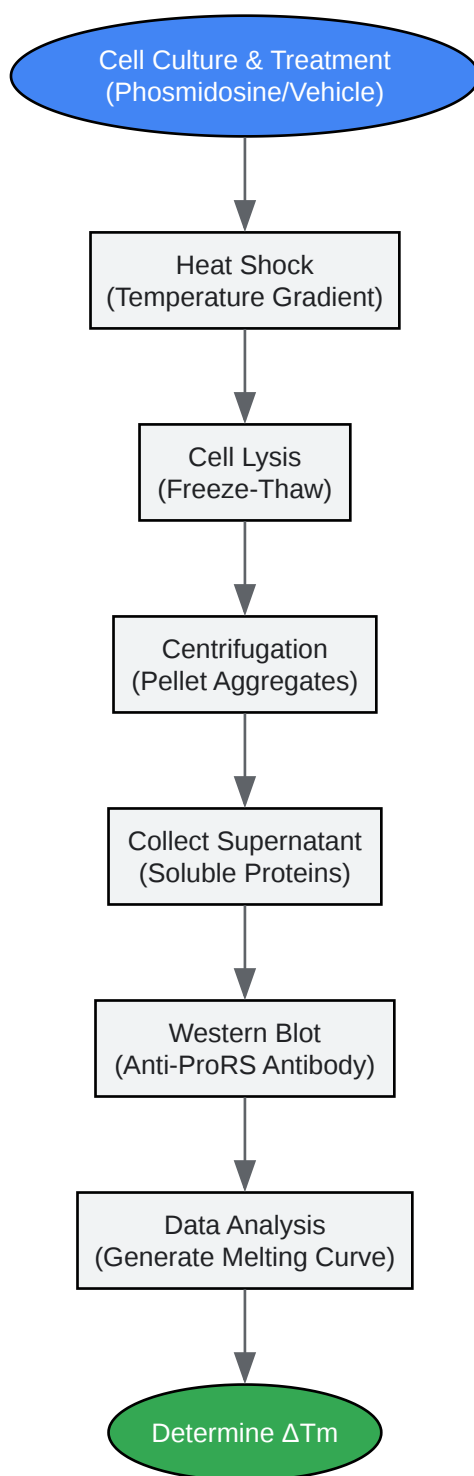 Cell Culture & Treatment
(Phosmidosine/Vehicle)
Heat Shock
(Temperature Gradient)
Cell Lysis
(Freeze-Thaw)
Centrifugation
(Pellet Aggregates)
Collect Supernatant
(Soluble Proteins)
Western Blot
(Anti-ProRS Antibody)
Data Analysis
(Generate Melting Curve)
Determine ΔTm